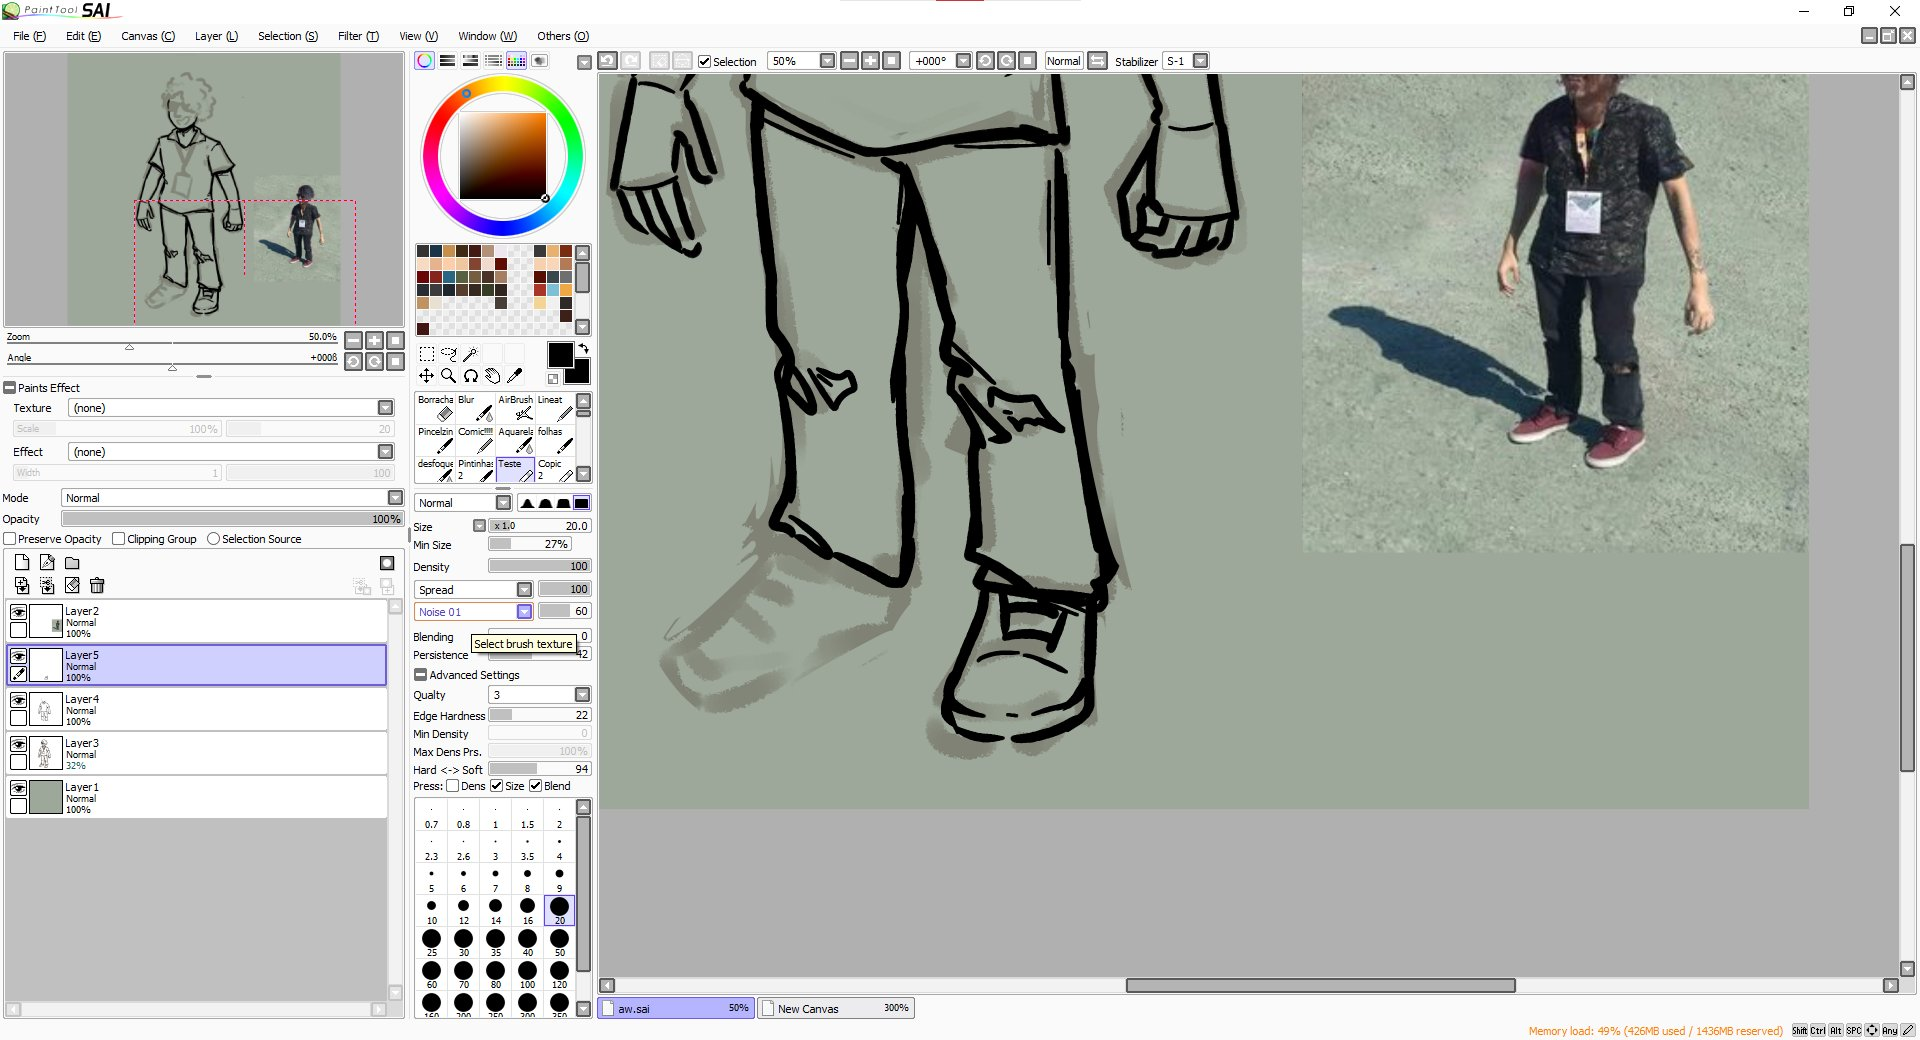 PaintTool SAI
File (F) Edit (E) Canvas (C) Layer (L) Selection (S) Filter (T) View (V) Window (W) Others (O)
Selection 50% +000° Normal Stabilizer S-1
Zoom 50.0%
Angle +000ß
Paints Effect
Texture (none)
Scale 100% 20
Effect (none)
Width 1 100
Mode Normal
Opacity 100%
Preserve Opacity Clipping Group Selection Source
Layer2
Normal
100%
Layer5
Normal
100%
Layer4
Normal
100%
Layer3
Normal
32%
Layer1
Normal
100%
Borracha Blur AirBrush Lineat
Pincelzin Comic!!!! Aquarela folhas
desfoque Pintinhas Teste Copic
2 2
Normal
Size x 1.0 20.0
Min Size 27%
Density 100
Spread 100
Noise 01 60
Blending 0
Select brush texture
Persistence 42
Advanced Settings
Qualty 3
Edge Hardness 22
Min Density 0
Max Dens Prs. 100%
Hard <-> Soft 94
Press: Dens Size Blend
0.7 0.8 1 1.5 2
2.3 2.6 3 3.5 4
5 6 7 8 9
10 12 14 16 20
25 30 35 40 50
60 70 80 100 120
160 200 250 300 350
aw.sai 50% New Canvas 300%
Memory load: 49% (426MB used / 1436MB reserved) Shift Ctrl Alt SPC Any